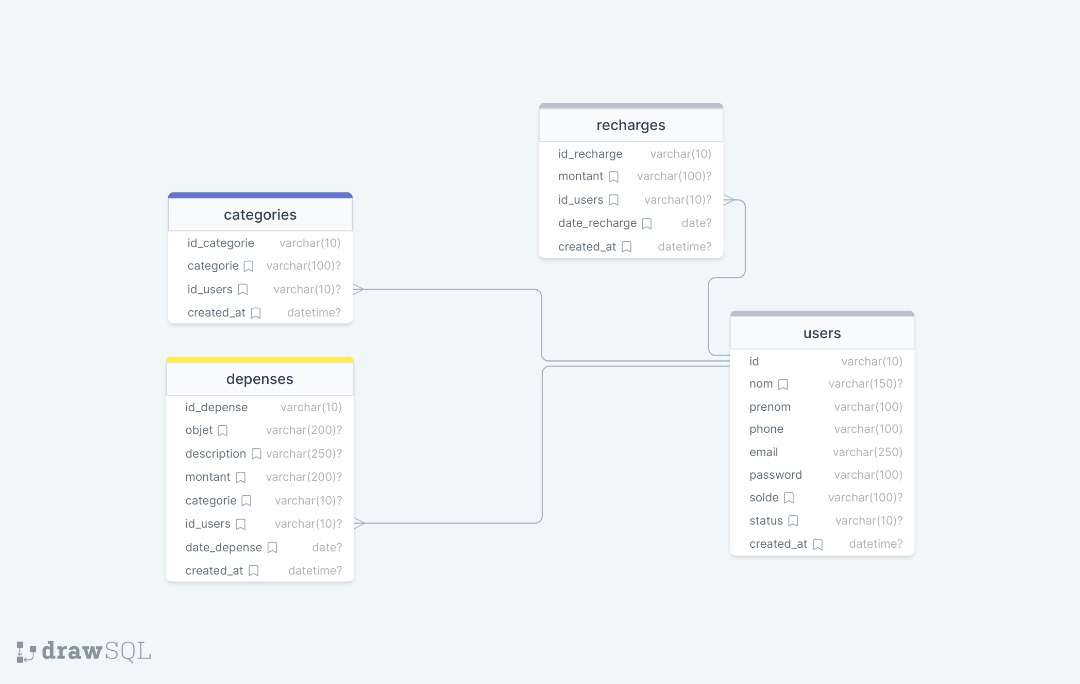 recharges
id_recharge varchar(10)
montant varchar(100)?
id_users varchar(10)?
date_recharge date?
created_at datetime?
categories
id_categorie varchar(10)
categorie varchar(100)?
id_users varchar(10)?
created_at datetime?
users
id varchar(10)
nom varchar(150)?
prenom varchar(100)
phone varchar(100)
email varchar(250)
password varchar(100)
solde varchar(100)?
status varchar(10)?
created_at datetime?
depenses
id_depense varchar(10)
objet varchar(200)?
description varchar(250)?
montant varchar(200)?
categorie varchar(10)?
id_users varchar(10)?
date_depense date?
created_at datetime?
drawSQL